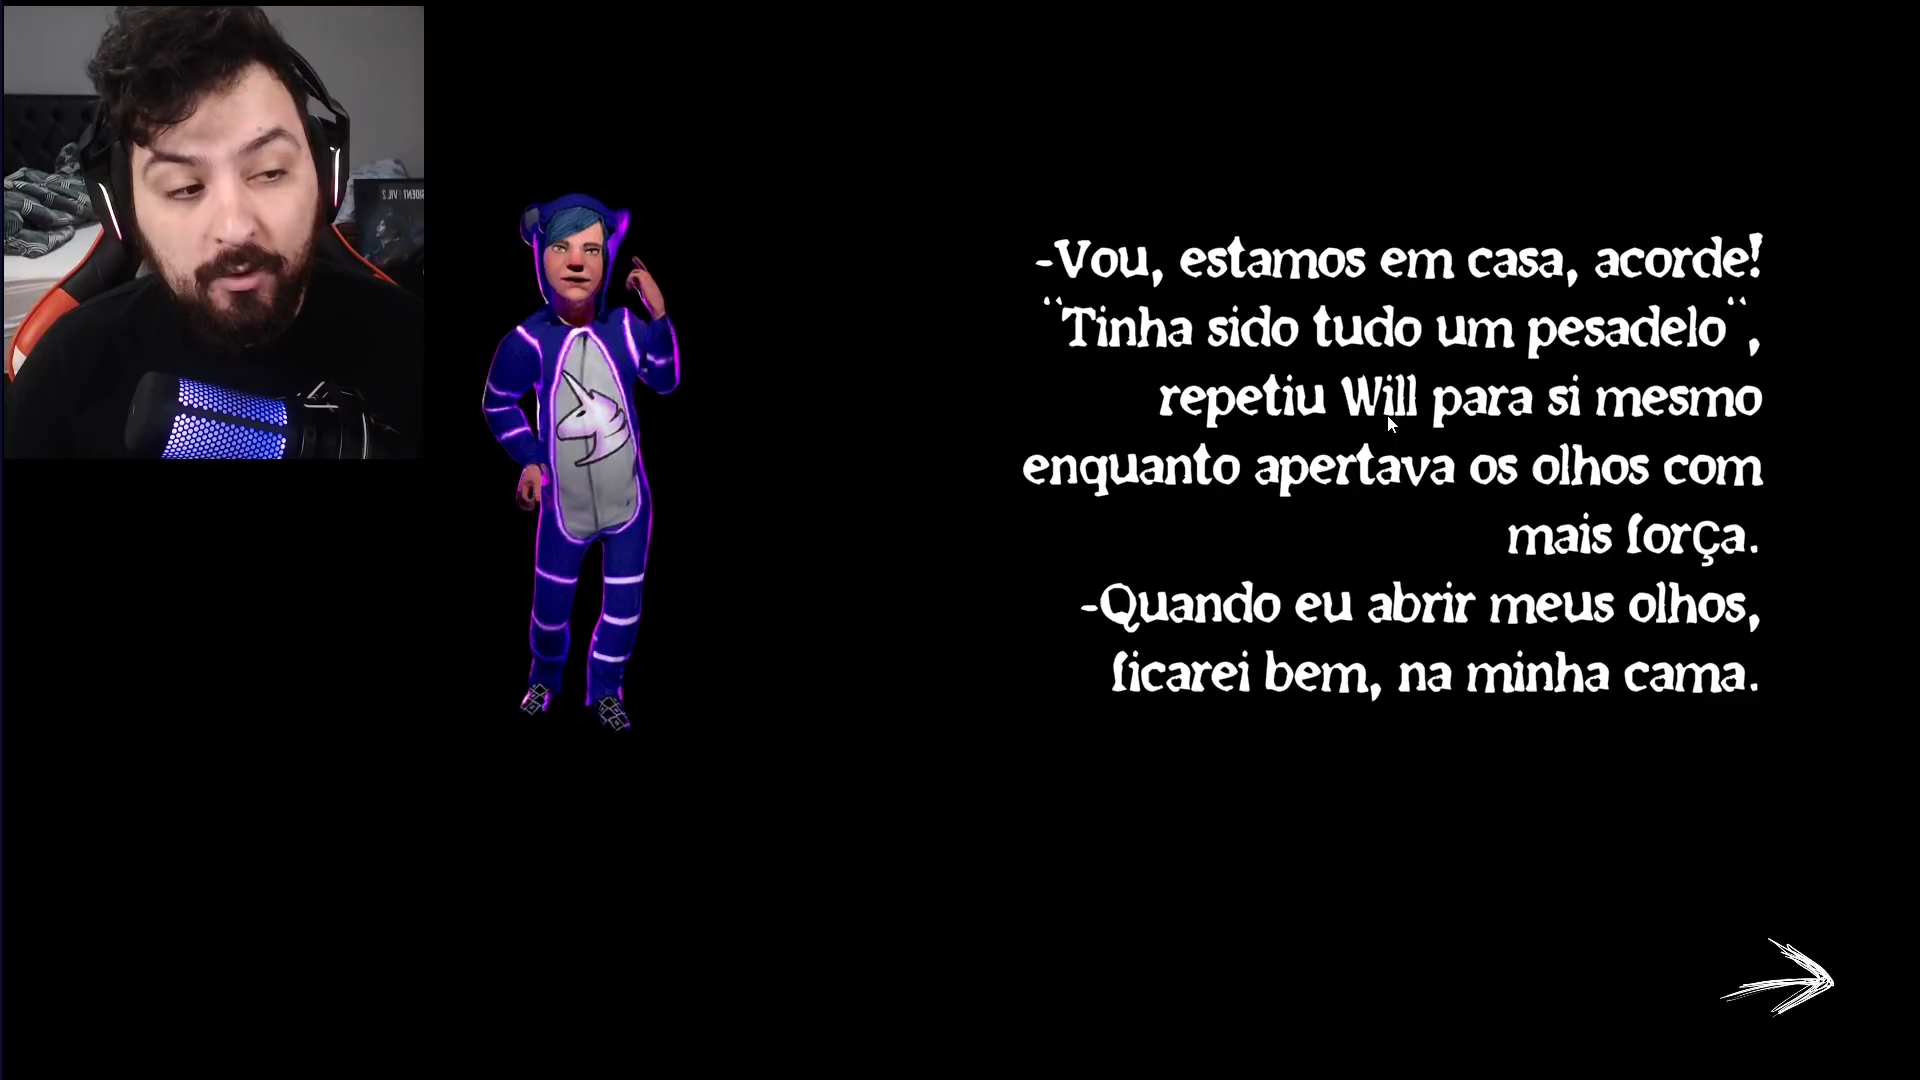 -Vou, estamos em casa, acorde!
¨Tinha sido tudo um pesadelo¨,
repetiu Will para si mesmo
enquanto apertava os olhos com
mais força.
-Quando eu abrir meus olhos,
ficarei bem, na minha cama.